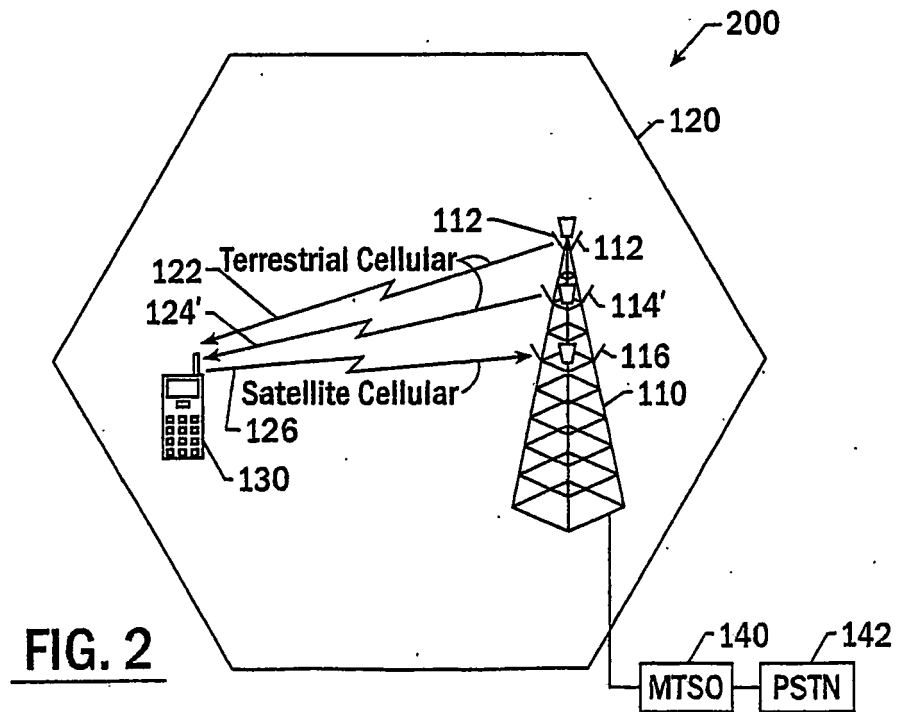 200
120
112
112
Terrestrial Cellular
122
124'
114'
116
Satellite Cellular
110
126
130
FIG. 2
140
142
MTSO
PSTN